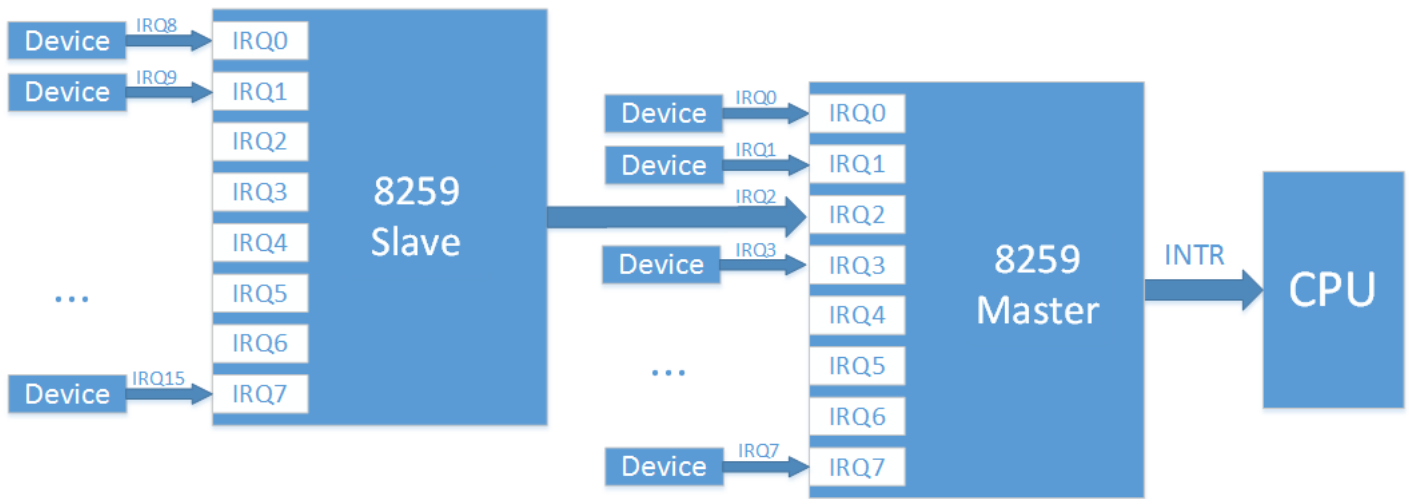 Device
IRQ8
IRQ0
Device
IRQ9
IRQ1
IRQ2
IRQ3
IRQ4
...
IRQ5
IRQ6
Device
IRQ15
IRQ7
8259
Slave
Device
IRQ0
IRQ0
Device
IRQ1
IRQ1
IRQ2
IRQ2
Device
IRQ3
IRQ3
IRQ4
...
IRQ5
IRQ6
Device
IRQ7
IRQ7
8259
Master
INTR
CPU